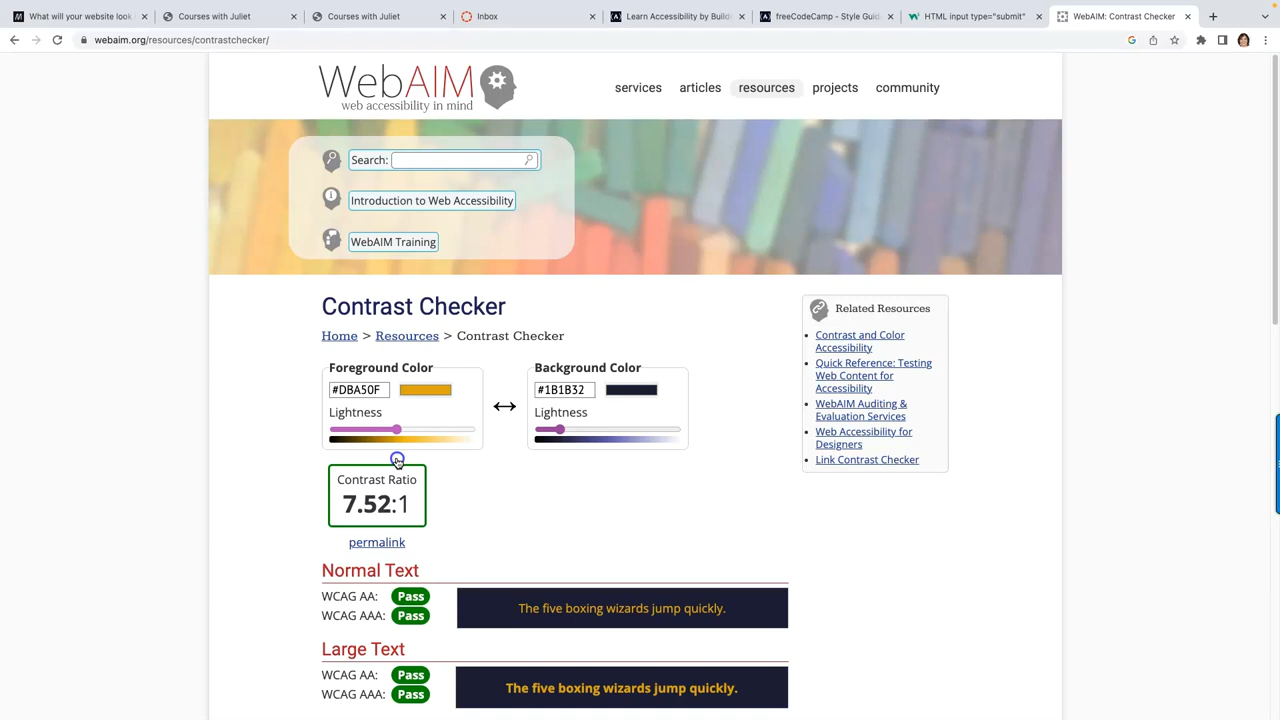 What will your website look
Courses with Juliet
Courses with Juliet
Inbox
Learn Accessibility by Buildin
freeCodeCamp - Style Guid
HTML input type="submit"
WebAIM: Contrast Checker
webaim.org/resources/contrastchecker/
WebAIM
web accessibility in mind
services
articles
resources
projects
community
Search:
Introduction to Web Accessibility
WebAIM Training
Contrast Checker
Home > Resources > Contrast Checker
Foreground Color
#DBA50F
Lightness
Background Color
#1B1B32
Lightness
Contrast Ratio
7.52:1
permalink
Normal Text
WCAG AA: Pass
WCAG AAA: Pass
The five boxing wizards jump quickly.
Large Text
WCAG AA: Pass
WCAG AAA: Pass
The five boxing wizards jump quickly.
Related Resources
Contrast and Color
Accessibility
Quick Reference: Testing
Web Content for
Accessibility
WebAIM Auditing &
Evaluation Services
Web Accessibility for
Designers
Link Contrast Checker